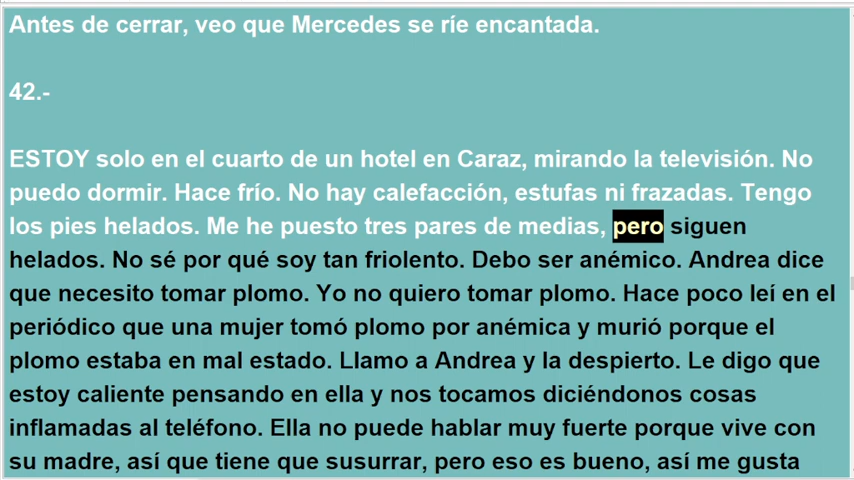 Antes de cerrar, veo que Mercedes se ríe encantada.
42.-
ESTOY solo en el cuarto de un hotel en Caraz, mirando la televisión. No
puedo dormir. Hace frío. No hay calefacción, estufas ni frazadas. Tengo
los pies helados. Me he puesto tres pares de medias, pero siguen
helados. No sé por qué soy tan friolento. Debo ser anémico. Andrea dice
que necesito tomar plomo. Yo no quiero tomar plomo. Hace poco leí en el
periódico que una mujer tomó plomo por anémica y murió porque el
plomo estaba en mal estado. Llamo a Andrea y la despierto. Le digo que
estoy caliente pensando en ella y nos tocamos diciéndonos cosas
inflamadas al teléfono. Ella no puede hablar muy fuerte porque vive con
su madre, así que tiene que susurrar, pero eso es bueno, así me gusta